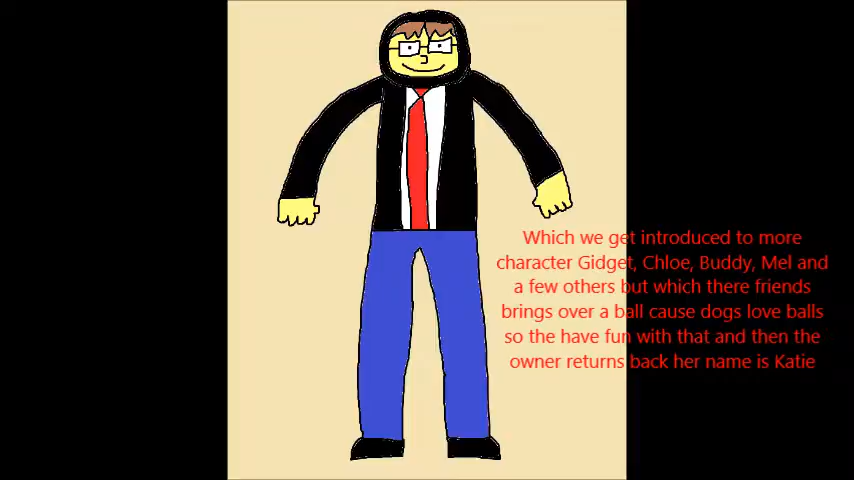 Which we get introduced to more
character Gidget, Chloe, Buddy, Mel and
a few others but which there friends
brings over a ball cause dogs love balls
so the have fun with that and then the
owner returns back her name is Katie